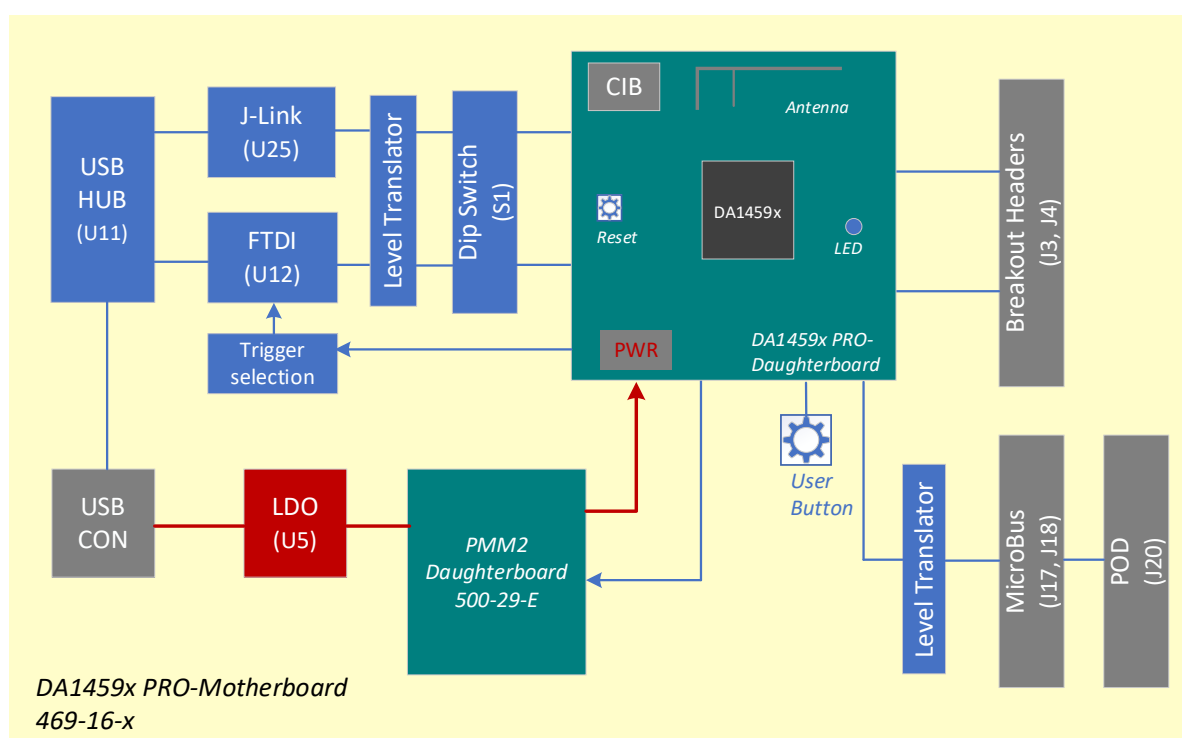 CIB
Antenna
J-Link
(U25)
Level Translator
Dip Switch
(S1)
USB
HUB
(U11)
Breakout Headers
(J3, J4)
DA1459x
Reset
LED
FTDI
(U12)
Trigger
selection
PWR
DA1459x PRO-
Daughterboard
User
Button
USB
CON
LDO
(U5)
PMM2
Daughterboard
500-29-E
Level Translator
MicroBus
(J17, J18)
POD
(J20)
DA1459x PRO-Motherboard
469-16-x